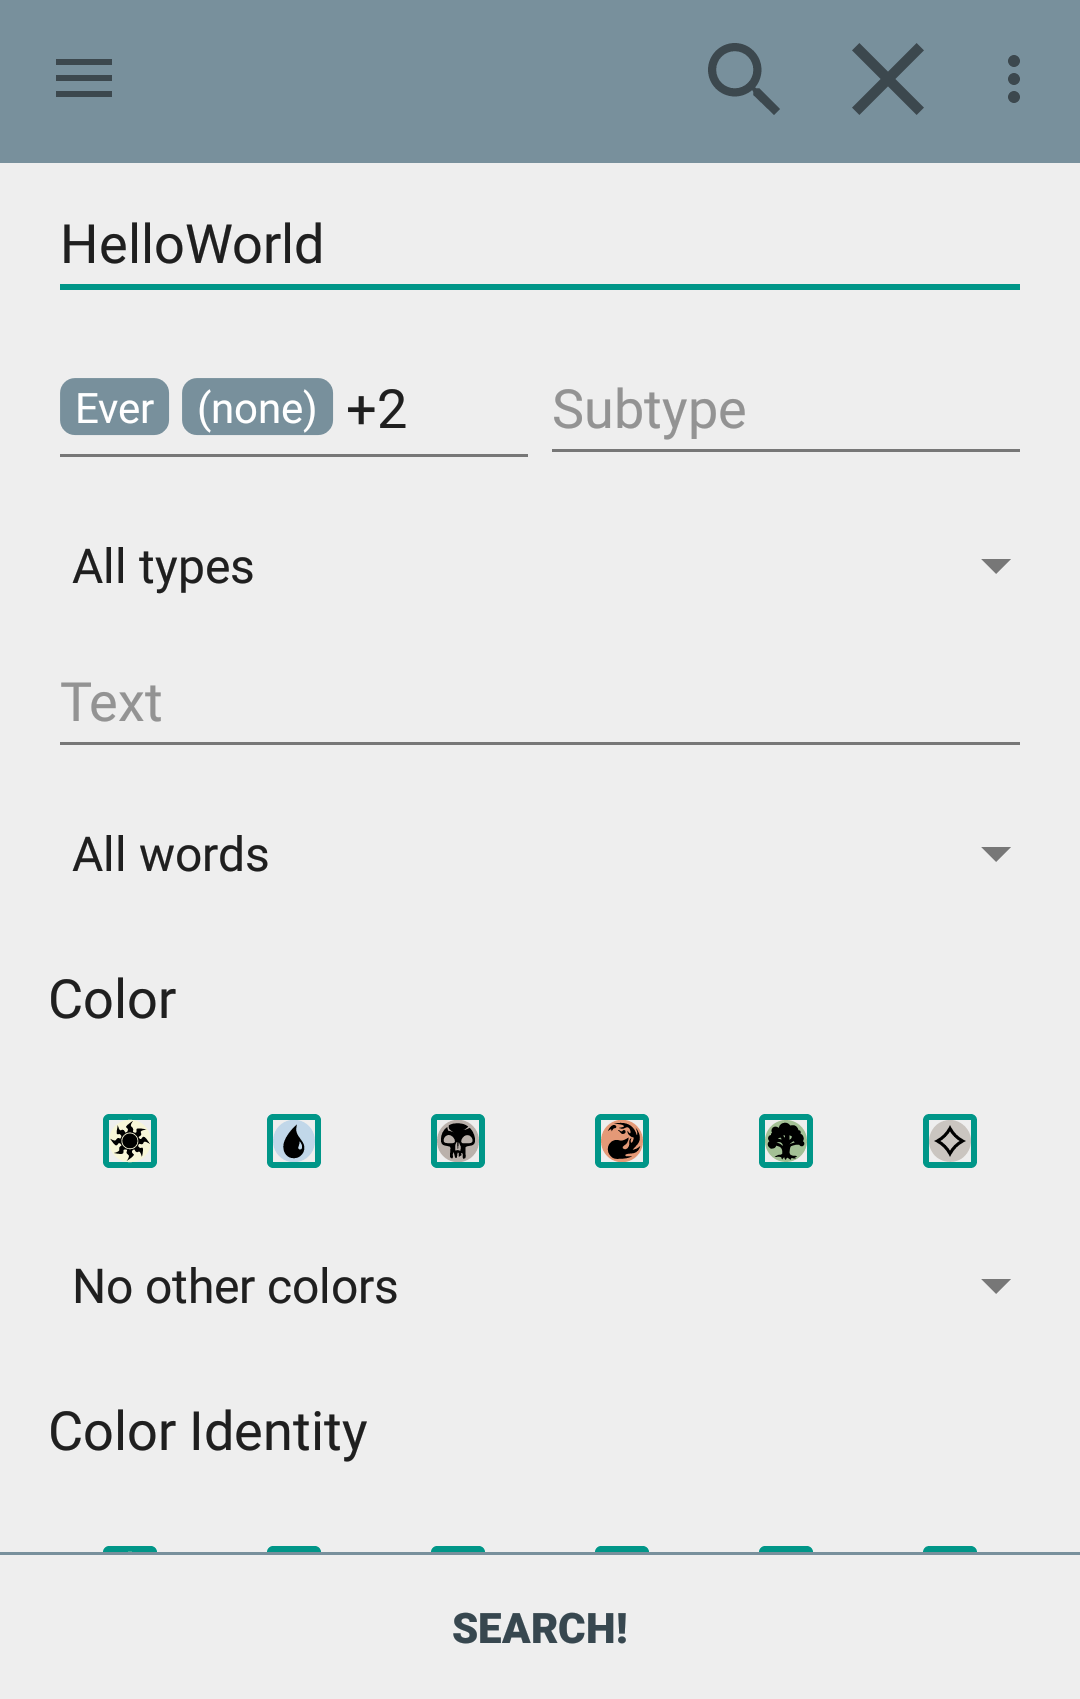 HelloWorld
Ever (none) +2 Subtype
All types
Text
All words
Color
No other colors
Color Identity
SEARCH!